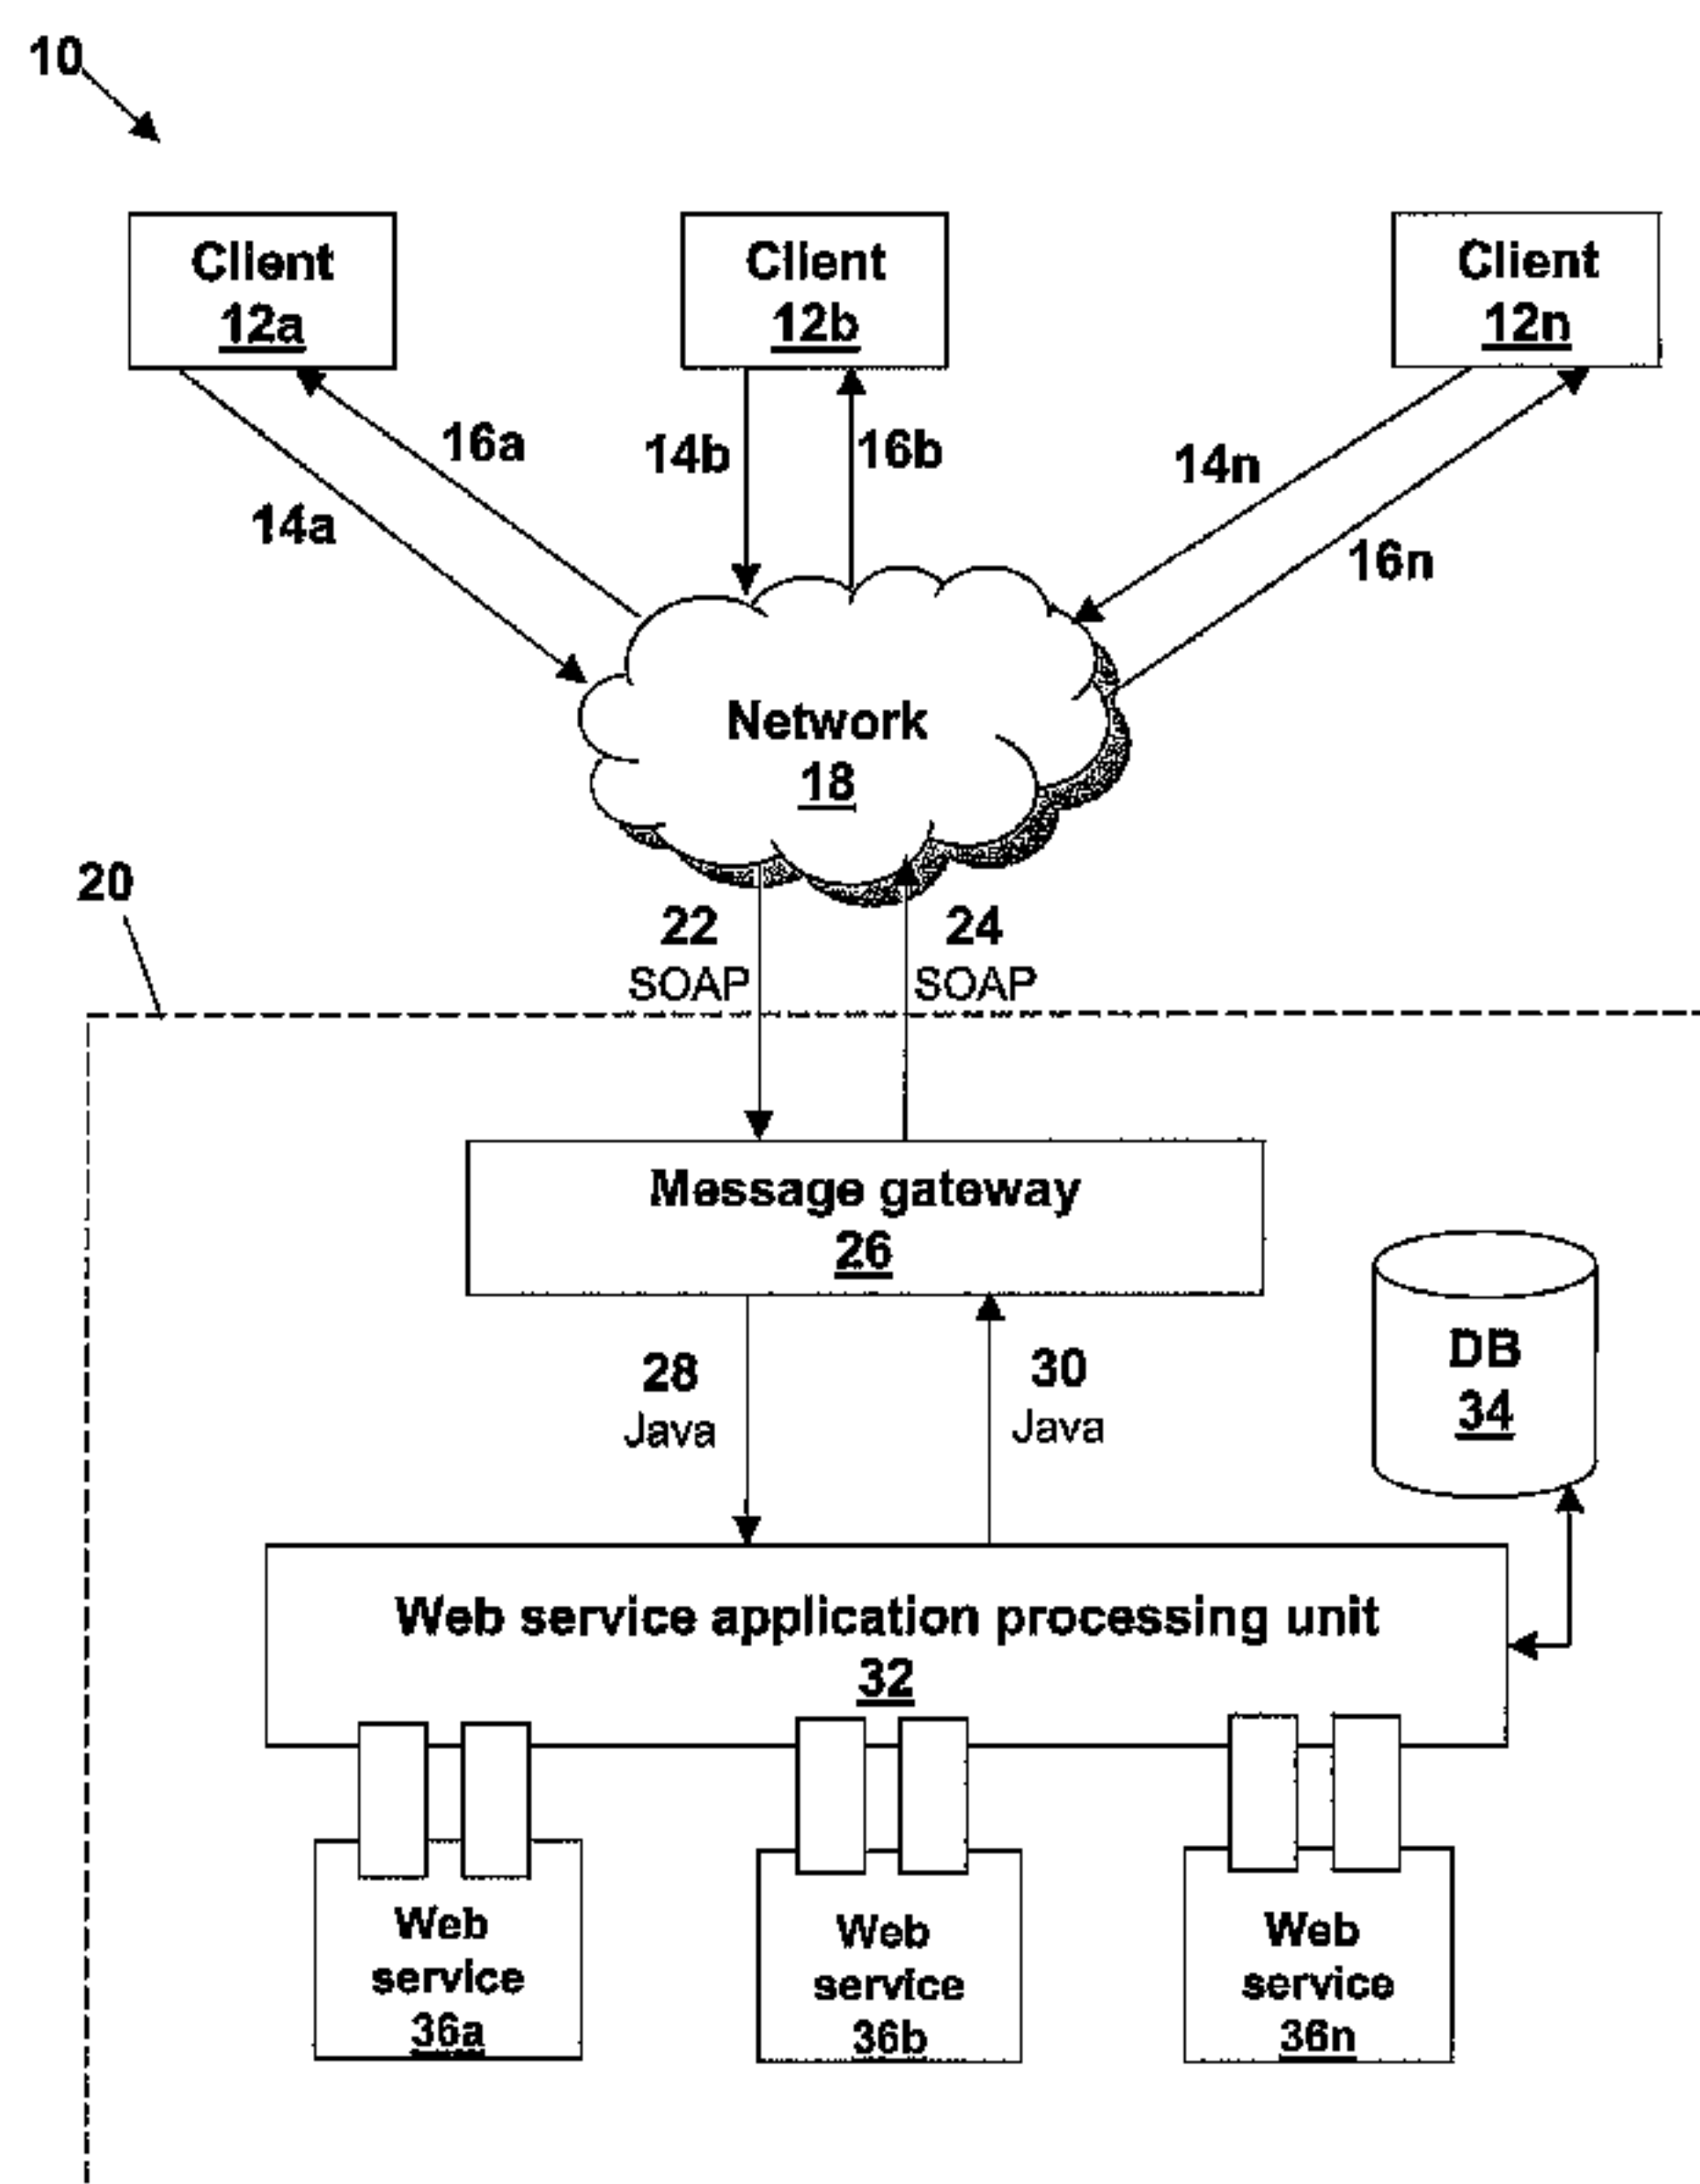 10
Client
12a
Client
12b
Client
12n
16a
14b
16b
14n
14a
16n
Network
18
20
22
SOAP
24
SOAP
Message gateway
26
28
Java
30
Java
DB
34
Web service application processing unit
32
Web
service
36a
Web
service
36b
Web
service
36n